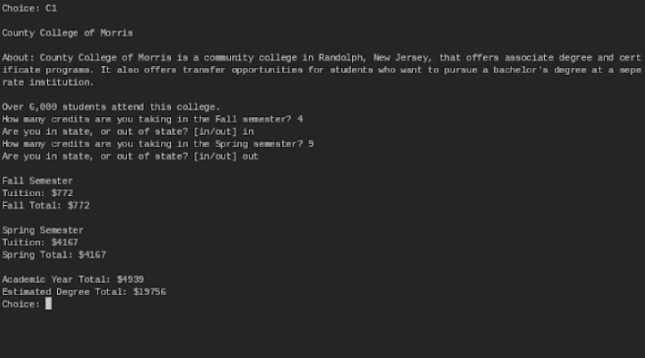 Choice: C1
County College of Morris
About: County College of Morris is a community college in Randolph, New Jersey, that offers associate degree and cert
ificate programs. It also offers transfer opportunities for students who want to pursue a bachelor's degree at a sepe
rate institution.
Over 6,000 students attend this college.
How many credits are you taking in the Fall semester? 4
Are you in state, or out of state? [in/out] in
How many credits are you taking in the Spring semester? 9
Are you in state, or out of state? [in/out] out
Fall Semester
Tuition: $772
Fall Total: $772
Spring Semester
Tuition: $4167
Spring Total: $4167
Academic Year Total: $4939
Estimated Degree Total: $19756
Choice: